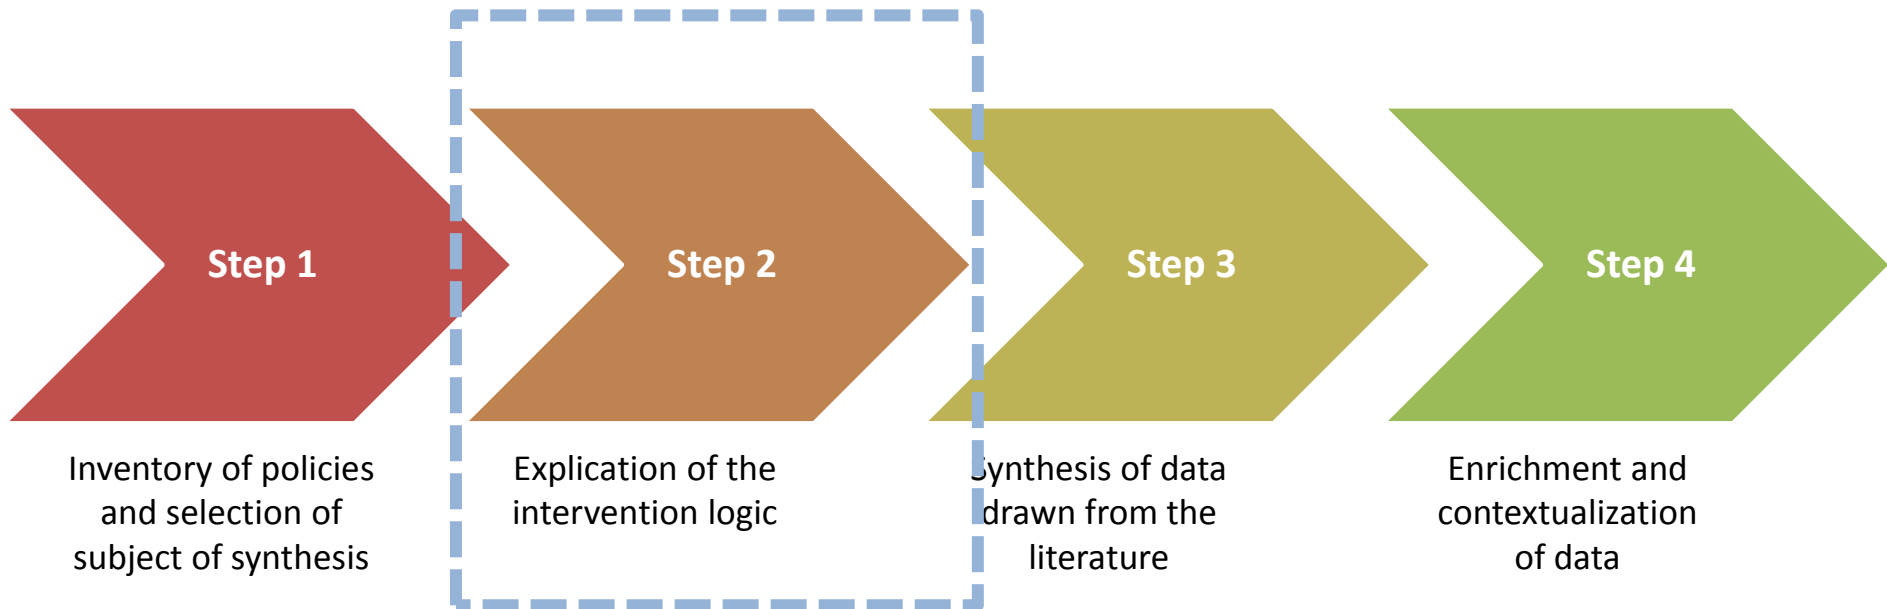 Step 1
Step 2
Step 3
Step 4
Inventory of policies
and selection of
subject of synthesis
Explication of the
intervention logic
Synthesis of data
drawn from the
literature
Enrichment and
contextualization
of data